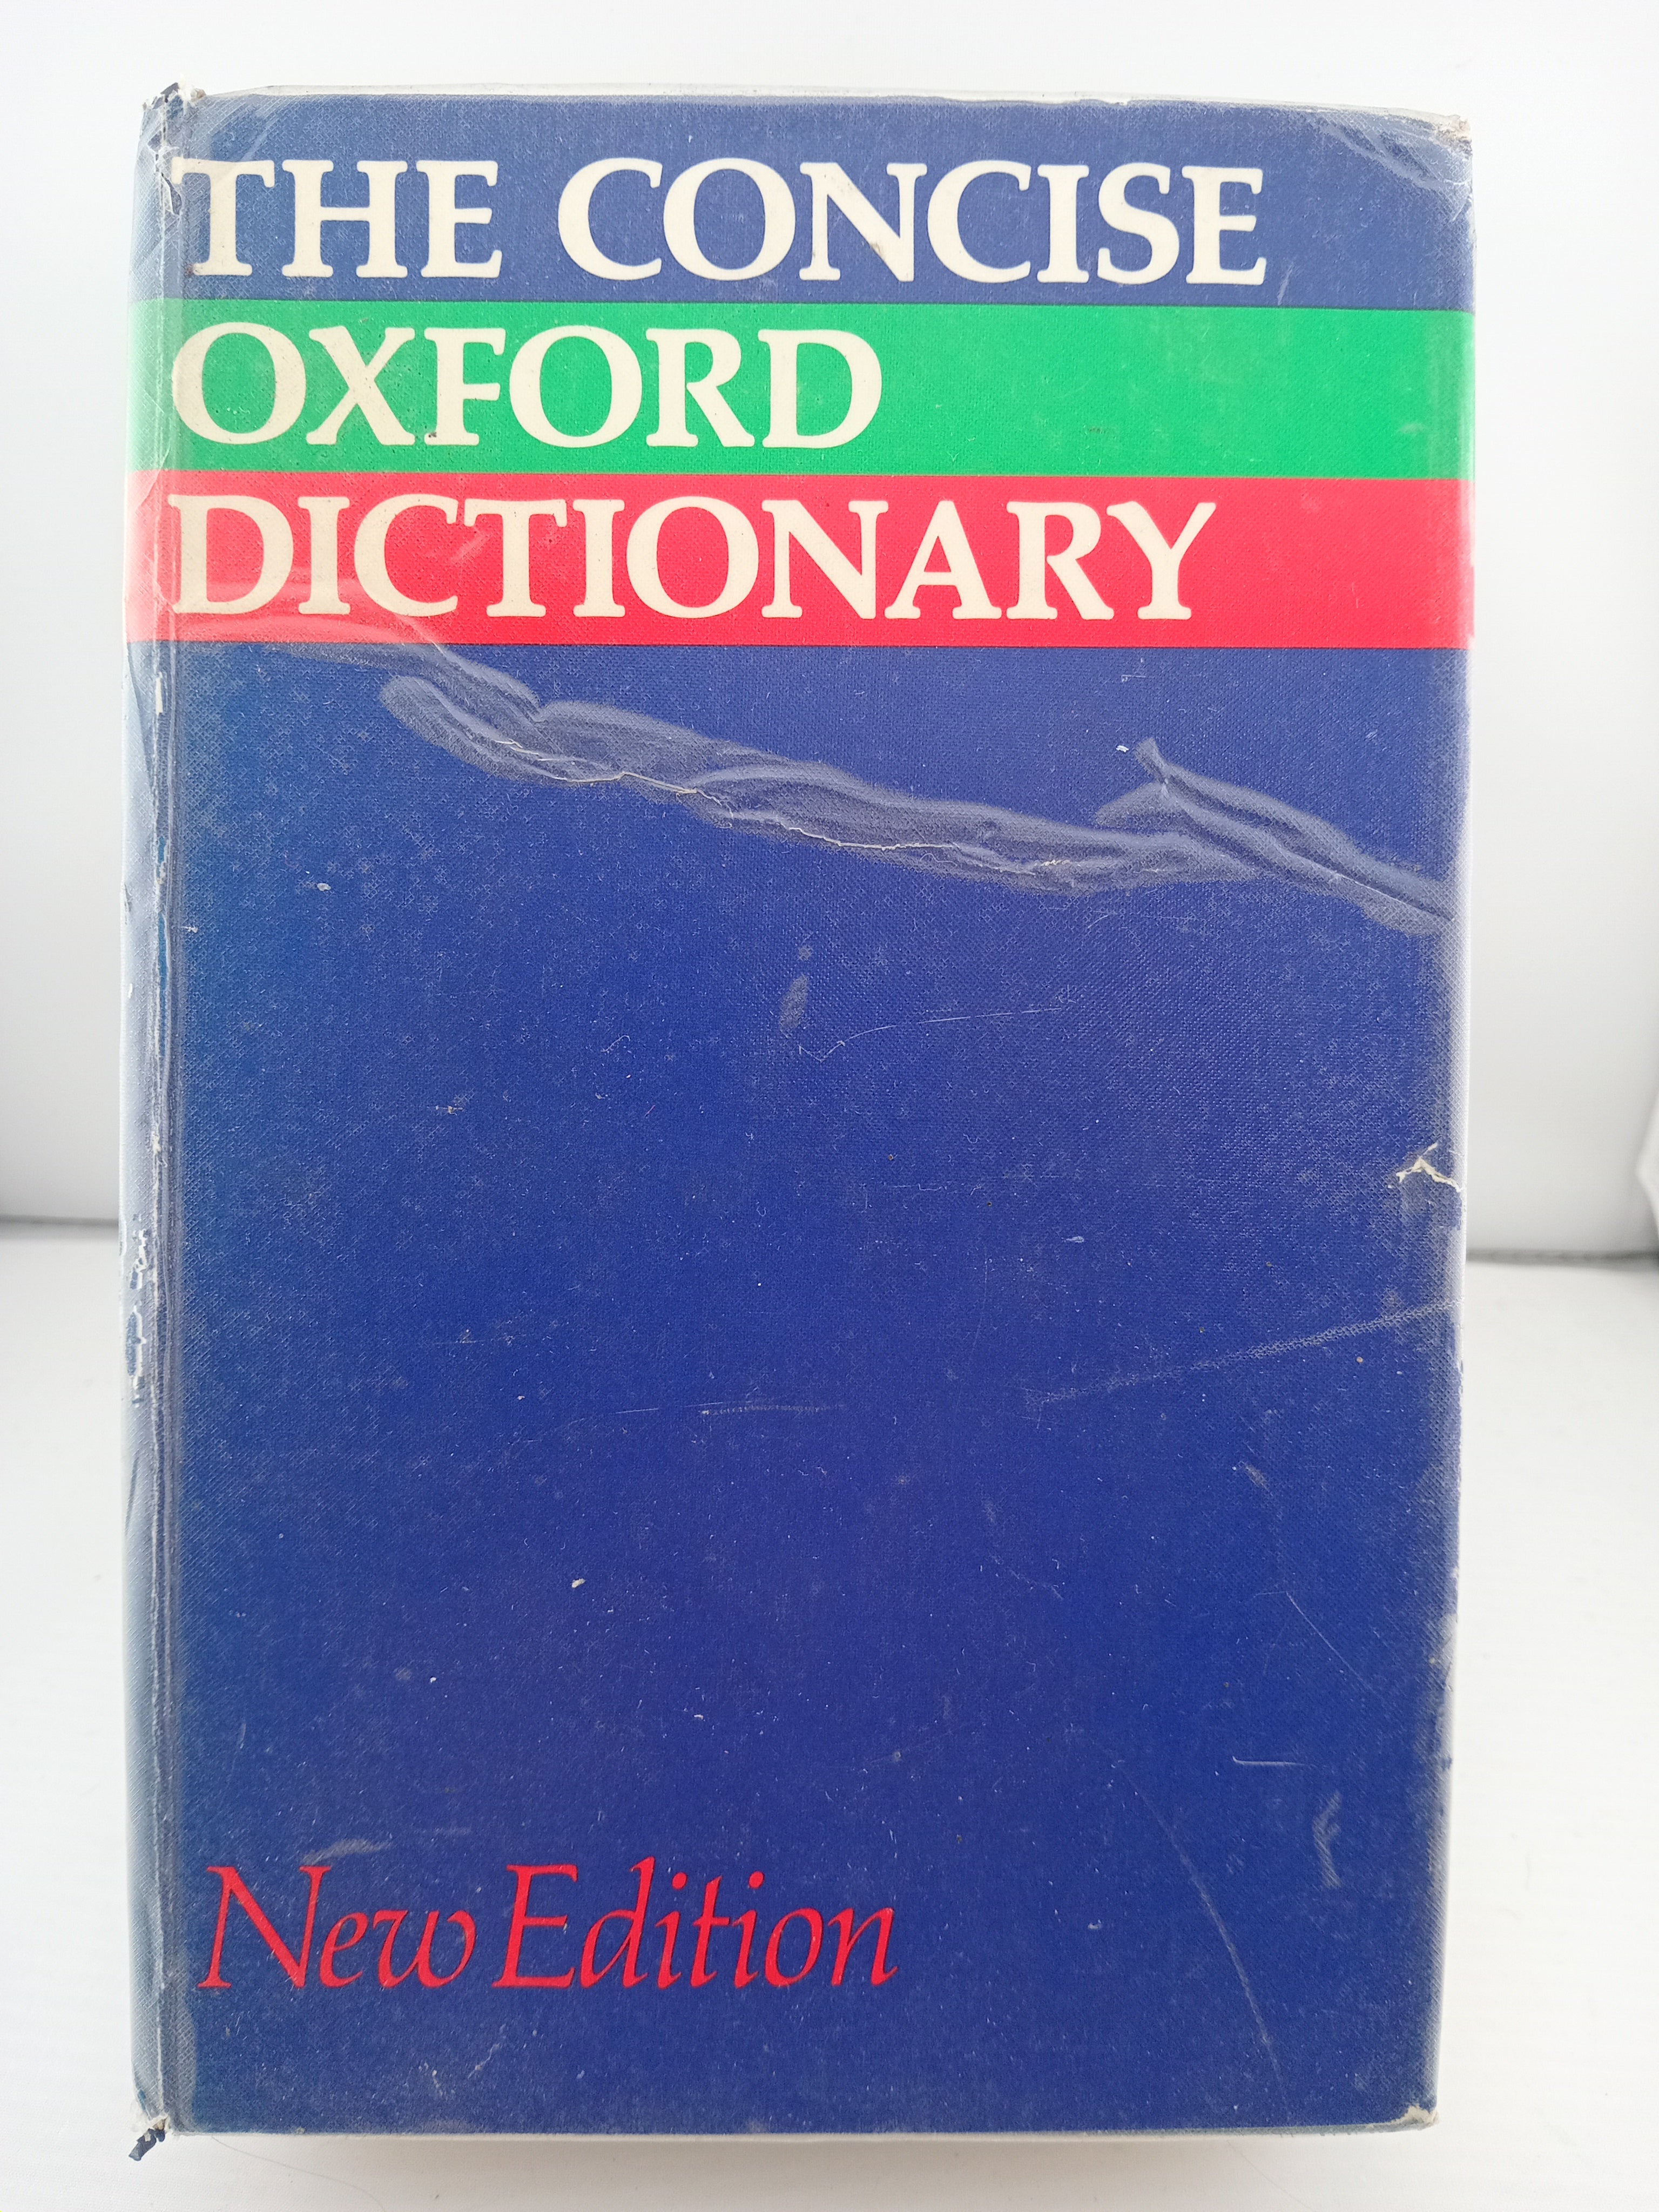 THE CONCISE
OXFORD
DICTIONARY
New Edition